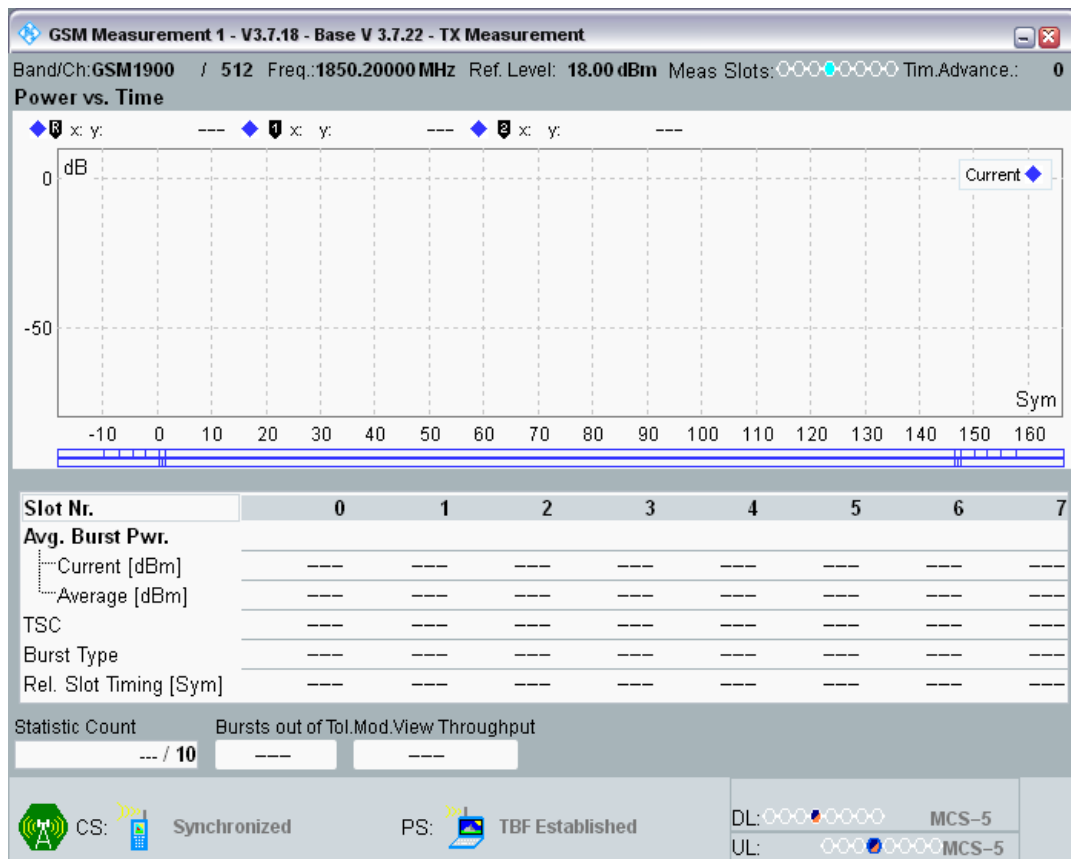 GSM Measurement 1 - V3.7.18 - Base V 3.7.22 - TX Measurement
Band/Ch:GSM1900 / 512 Freq.:1850.20000 MHz Ref. Level: 18.00 dBm Meas Slots: Tim.Advance.: 0
Power vs. Time
R x: y: --- 1 x: y: --- 2 x: y: ---
dB
Current
0
-50
Sym
-10 0 10 20 30 40 50 60 70 80 90 100 110 120 130 140 150 160
Slot Nr. 0 1 2 3 4 5 6 7
Avg. Burst Pwr.
Current [dBm] --- --- --- --- --- --- --- ---
Average [dBm] --- --- --- --- --- --- --- ---
TSC --- --- --- --- --- --- --- ---
Burst Type --- --- --- --- --- --- --- ---
Rel. Slot Timing [Sym] --- --- --- --- --- --- --- ---
Statistic Count Bursts out of Tol.Mod.View Throughput
--- / 10 --- ---
CS: Synchronized PS: TBF Established
DL: MCS-5
UL: MCS-5